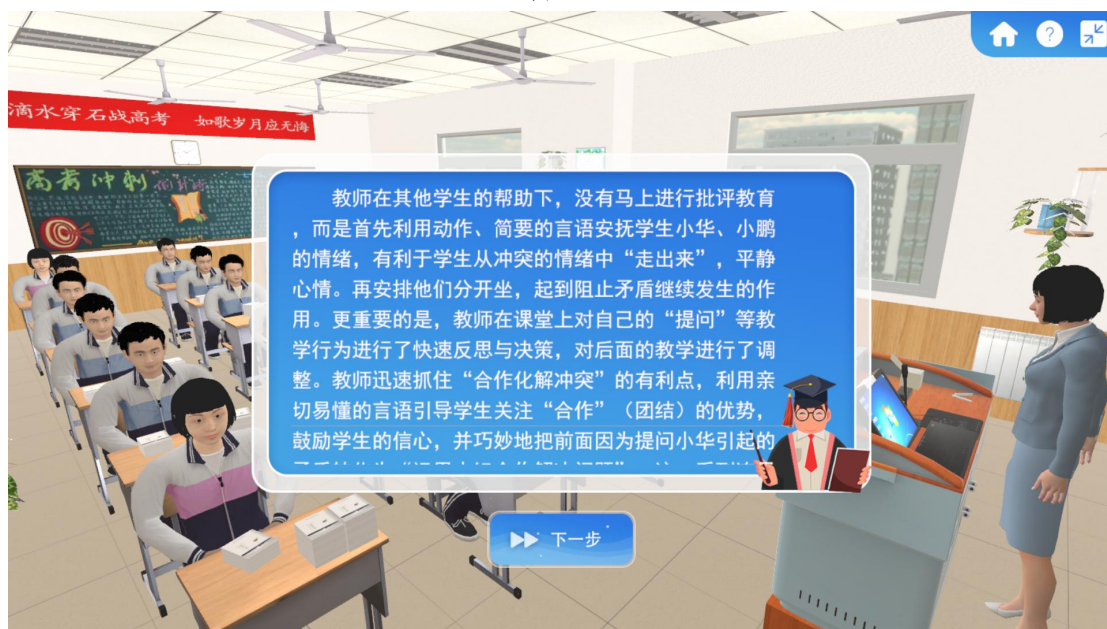 滴水穿石战高考 如歌岁月应无悔
高考冲刺
教师在其他学生的帮助下，没有马上进行批评教育
，而是首先利用动作、简要的言语安抚学生小华、小鹏
的情绪，有利于学生从冲突的情绪中“走出来”，平静
心情。再安排他们分开坐，起到阻止矛盾继续发生的作
用。更重要的是，教师在课堂上对自己的“提问”等教
学行为进行了快速反思与决策，对后面的教学进行了调
整。教师迅速抓住“合作化解冲突”的有利点，利用亲
切易懂的言语引导学生关注“合作”（团结）的优势，
鼓励学生的信心，并巧妙地把前面因为提问小华引起的
下一步